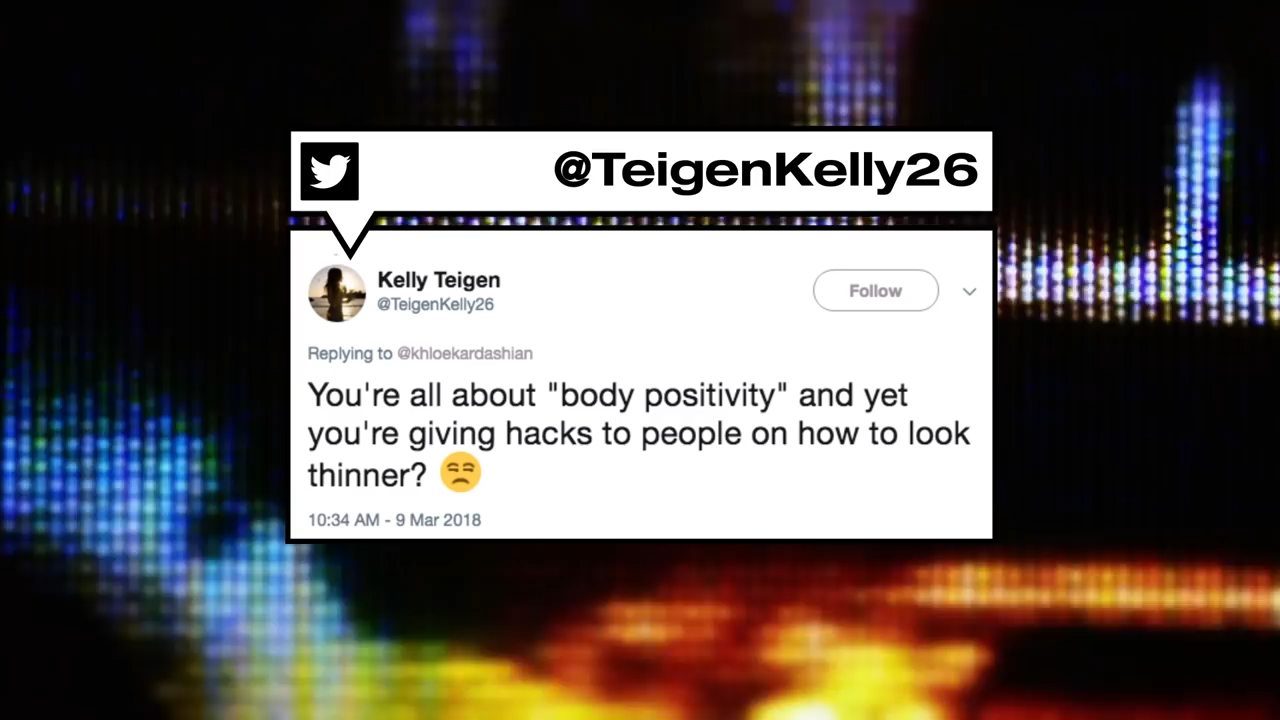 @TeigenKelly26
Kelly Teigen
@TeigenKelly26
Follow
Replying to @khloekardashian
You're all about "body positivity" and yet
you're giving hacks to people on how to look
thinner? 😒
10:34 AM - 9 Mar 2018